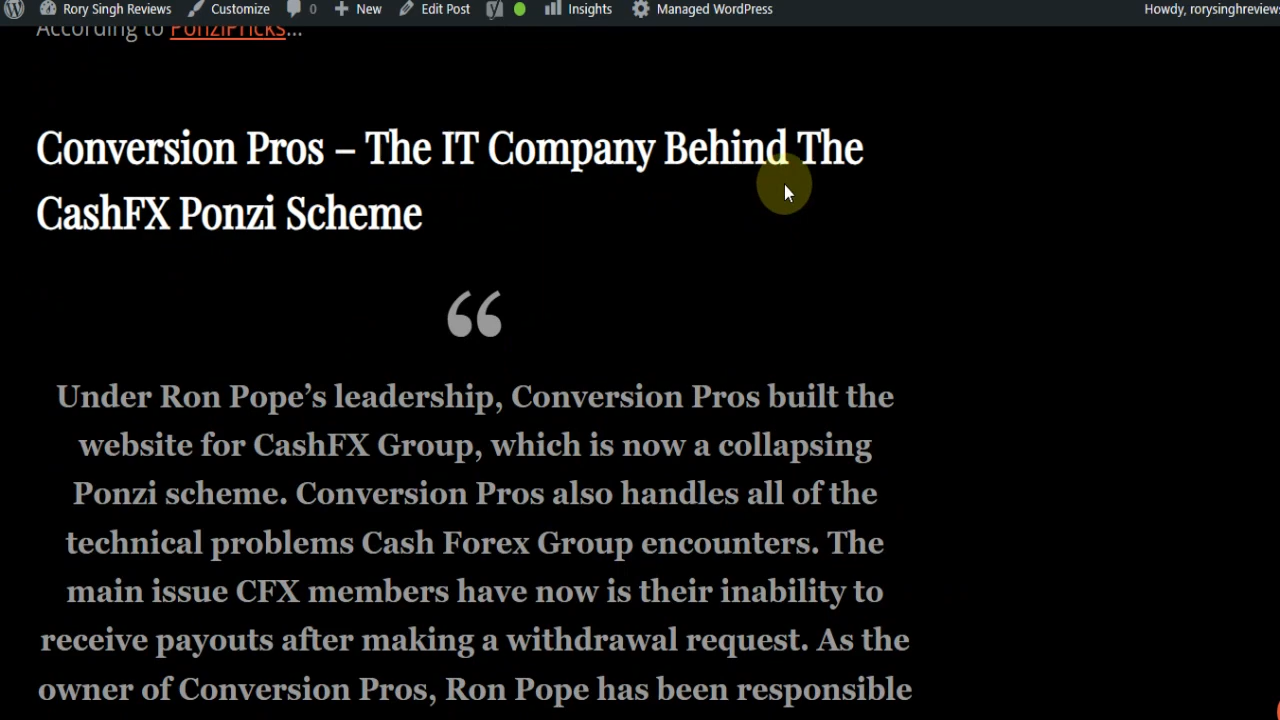 Rory Singh Reviews Customize 0 New Edit Post Insights Managed WordPress Howdy, rorysinghreviews
According to PonziPricks...
Conversion Pros – The IT Company Behind The
CashFX Ponzi Scheme
“
Under Ron Pope’s leadership, Conversion Pros built the
website for CashFX Group, which is now a collapsing
Ponzi scheme. Conversion Pros also handles all of the
technical problems Cash Forex Group encounters. The
main issue CFX members have now is their inability to
receive payouts after making a withdrawal request. As the
owner of Conversion Pros, Ron Pope has been responsible